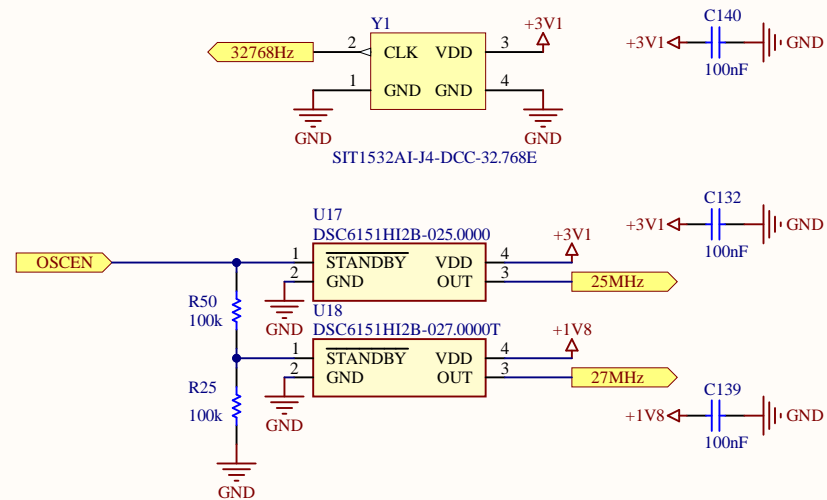 Y1
32768Hz
2
CLK
VDD
3
+3V1
1
GND
GND
4
GND
GND
SIT1532AI-J4-DCC-32.768E
C140
+3V1
GND
100nF
U17
DSC6151HI2B-025.0000
OSCEN
1
STANDBY
VDD
4
+3V1
2
GND
OUT
3
25MHz
GND
C132
+3V1
GND
100nF
R50
100k
U18
DSC6151HI2B-027.0000T
1
STANDBY
VDD
4
+1V8
2
GND
OUT
3
27MHz
GND
R25
100k
GND
C139
+1V8
GND
100nF